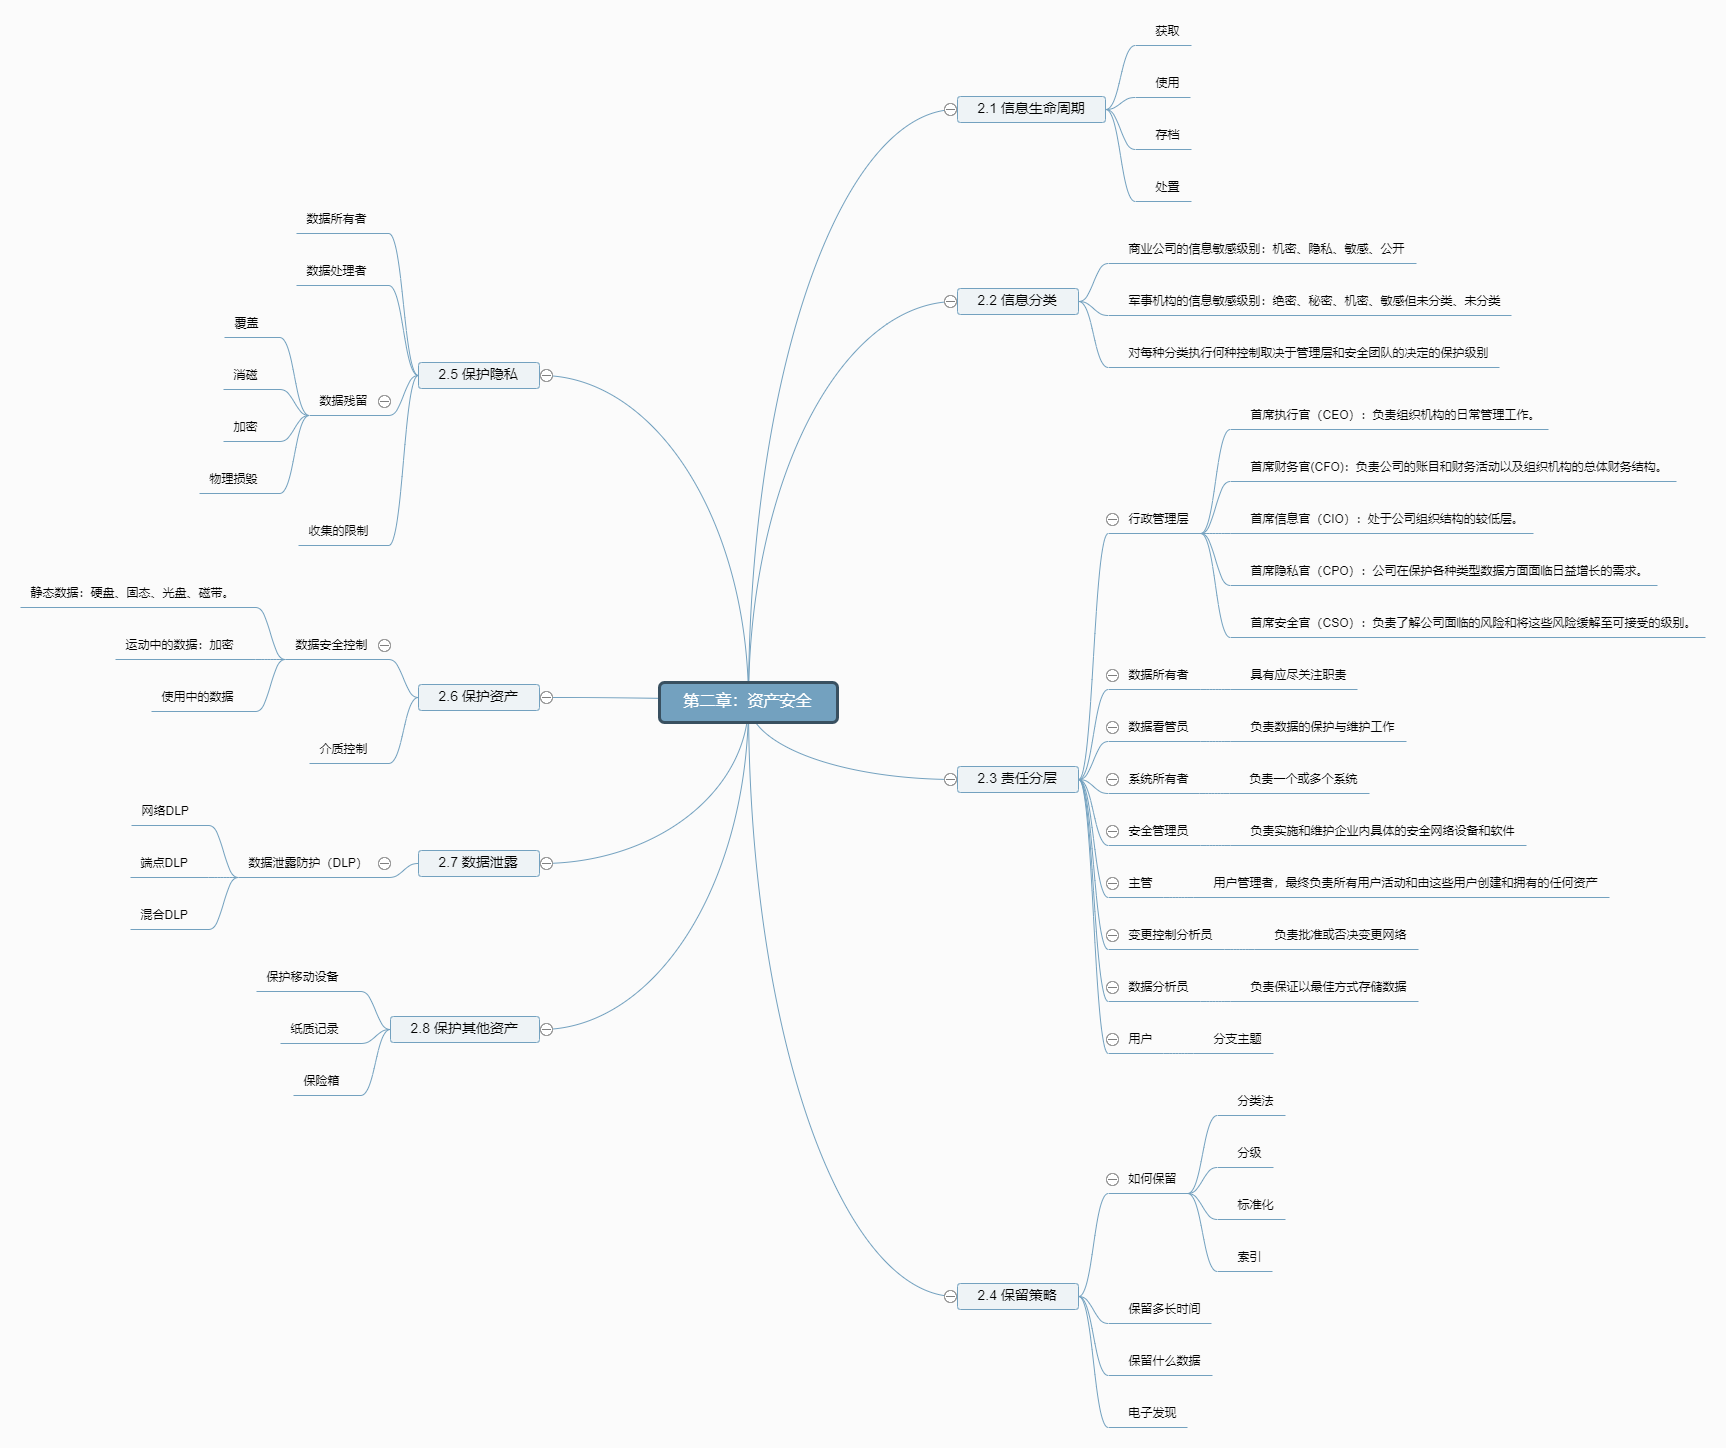 第二章：资产安全
2.1 信息生命周期
获取
使用
存档
处置
2.2 信息分类
商业公司的信息敏感级别：机密、隐私、敏感、公开
军事机构的信息敏感级别：绝密、秘密、机密、敏感但未分类、未分类
对每种分类执行何种控制取决于管理层和安全团队的决定的保护级别
2.3 责任分层
行政管理层
首席执行官（CEO）：负责组织机构的日常管理工作。
首席财务官(CFO)：负责公司的账目和财务活动以及组织机构的总体财务结构。
首席信息官（CIO）：处于公司组织结构的较低层。
首席隐私官（CPO）：公司在保护各种类型数据方面面临日益增长的需求。
首席安全官（CSO）：负责了解公司面临的风险和将这些风险缓解至可接受的级别。
数据所有者
具有应尽关注职责
数据看管员
负责数据的保护与维护工作
系统所有者
负责一个或多个系统
安全管理员
负责实施和维护企业内具体的安全网络设备和软件
主管
用户管理者，最终负责所有用户活动和由这些用户创建和拥有的任何资产
变更控制分析员
负责批准或否决变更网络
数据分析员
负责保证以最佳方式存储数据
用户
分支主题
2.4 保留策略
如何保留
分类法
分级
标准化
索引
保留多长时间
保留什么数据
电子发现
2.5 保护隐私
数据所有者
数据处理者
数据残留
覆盖
消磁
加密
物理损毁
收集的限制
2.6 保护资产
数据安全控制
静态数据：硬盘、固态、光盘、磁带。
运动中的数据：加密
使用中的数据
介质控制
2.7 数据泄露
数据泄露防护（DLP）
网络DLP
端点DLP
混合DLP
2.8 保护其他资产
保护移动设备
纸质记录
保险箱